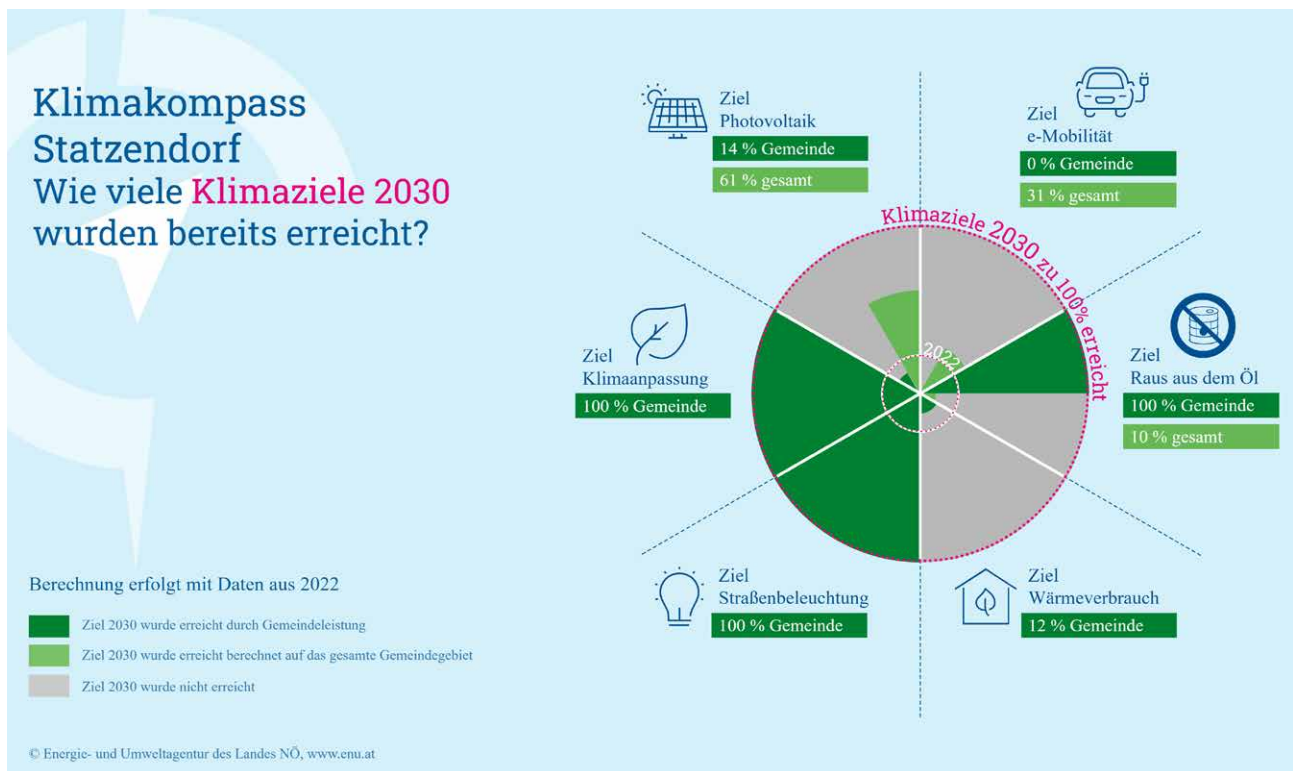 Klimakompass
Statzendorf
Wie viele Klimaziele 2030
wurden bereits erreicht?
Ziel
Photovoltaik
14 % Gemeinde
61 % gesamt
Ziel
e-Mobilität
0 % Gemeinde
31 % gesamt
Klimaziele 2030 zu 100% erreicht
2022
Ziel
Klimaanpassung
100 % Gemeinde
Ziel
Raus aus dem Öl
100 % Gemeinde
10 % gesamt
Ziel
Straßenbeleuchtung
100 % Gemeinde
Ziel
Wärmeverbrauch
12 % Gemeinde
Berechnung erfolgt mit Daten aus 2022
Ziel 2030 wurde erreicht durch Gemeindeleistung
Ziel 2030 wurde erreicht berechnet auf das gesamte Gemeindegebiet
Ziel 2030 wurde nicht erreicht
© Energie- und Umweltagentur des Landes NÖ, www.enu.at